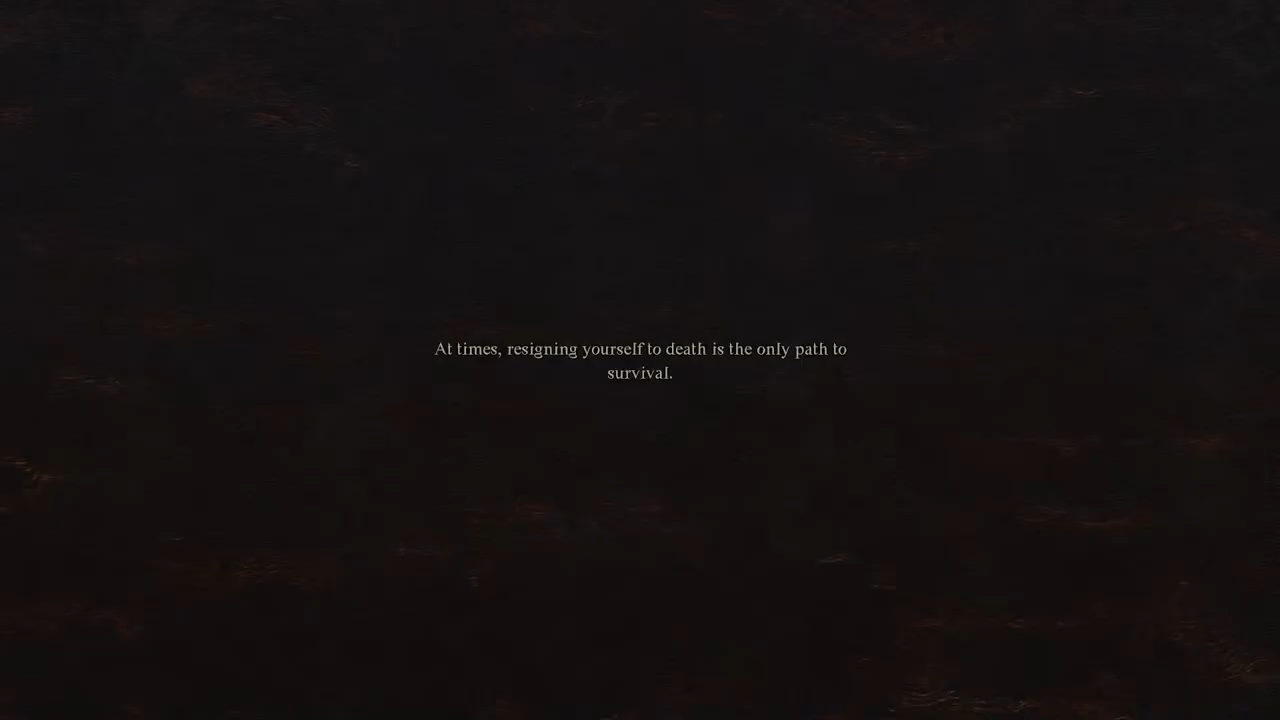 At times, resigning yourself to death is the only path to
survival.